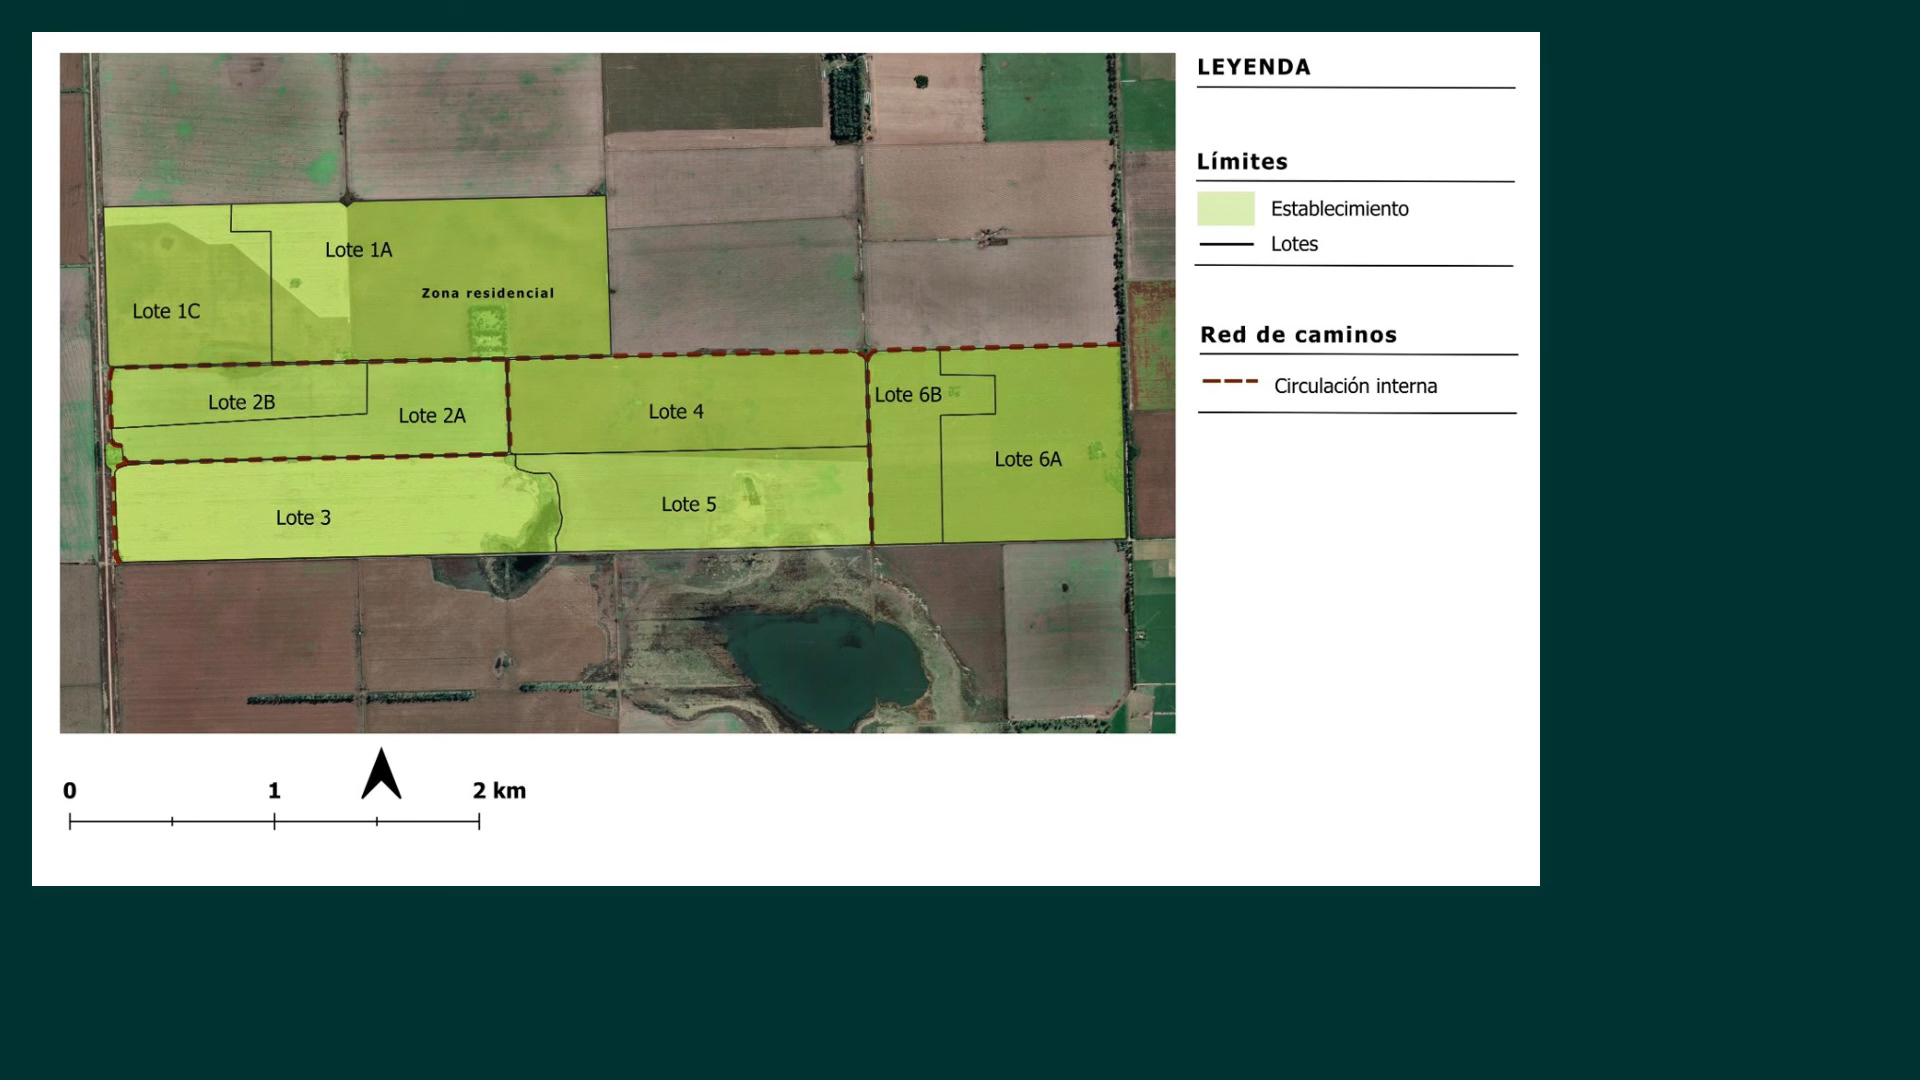 LEYENDA
Límites
Establecimiento
Lotes
Red de caminos
Circulación interna
Lote 1A
Zona residencial
Lote 1C
Lote 2B
Lote 2A
Lote 4
Lote 6B
Lote 6A
Lote 3
Lote 5
0 1 2 km